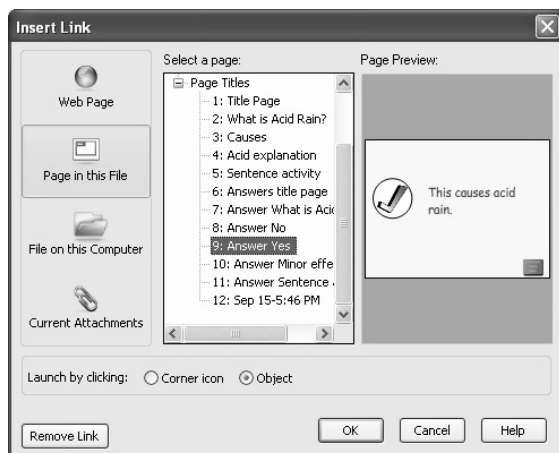 Insert Link
Web Page
Page in this File
File on this Computer
Current Attachments
Select a page:
Page Titles
1: Title Page
2: What is Acid Rain?
3: Causes
4: Acid explanation
5: Sentence activity
6: Answers title page
7: Answer What is Acid
8: Answer No
9: Answer Yes
10: Answer Minor effe
11: Answer Sentence
12: Sep 15-5:46 PM
Page Preview:
This causes acid
rain.
Launch by clicking:
Corner icon
Object
Remove Link
OK
Cancel
Help